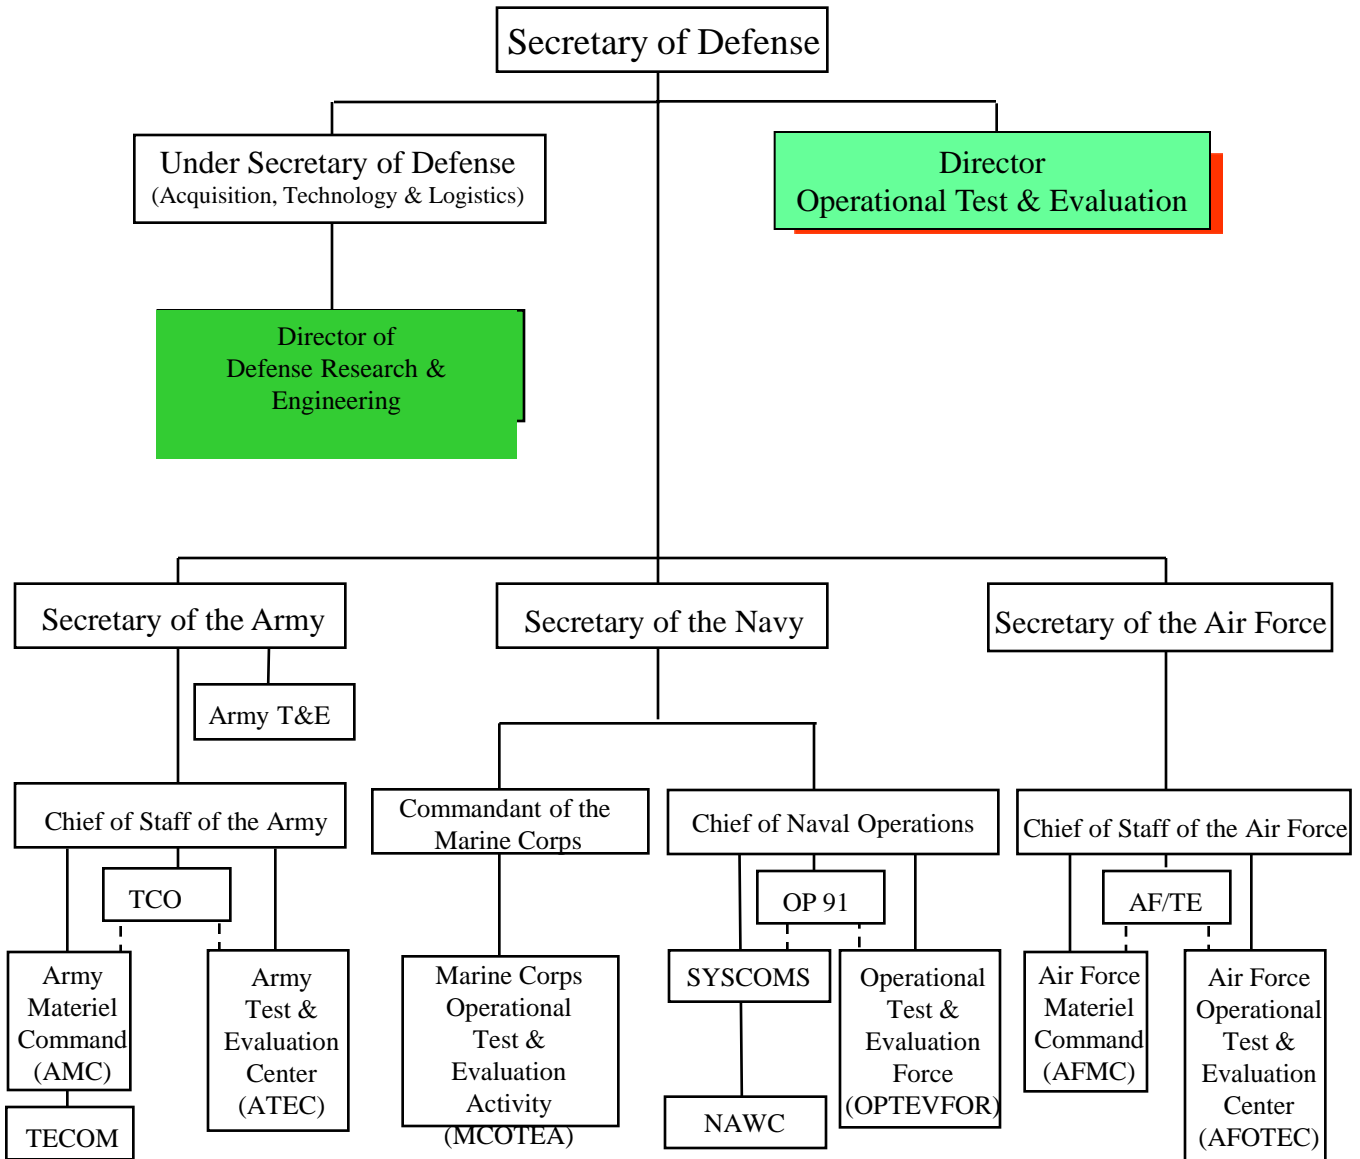 Secretary of Defense
Under Secretary of Defense
(Acquisition, Technology & Logistics)
Director
Operational Test & Evaluation
Director of
Defense Research &
Engineering
Secretary of the Army
Secretary of the Navy
Secretary of the Air Force
Army T&E
Chief of Staff of the Army
Commandant of the
Marine Corps
Chief of Naval Operations
Chief of Staff of the Air Force
TCO
OP 91
AF/TE
Army
Materiel
Command
(AMC)
Army
Test &
Evaluation
Center
(ATEC)
Marine Corps
Operational
Test &
Evaluation
Activity
(MCOTEA)
SYSCOMS
Operational
Test &
Evaluation
Force
(OPTEVFOR)
Air Force
Materiel
Command
(AFMC)
Air Force
Operational
Test &
Evaluation
Center
(AFOTEC)
TECOM
NAWC